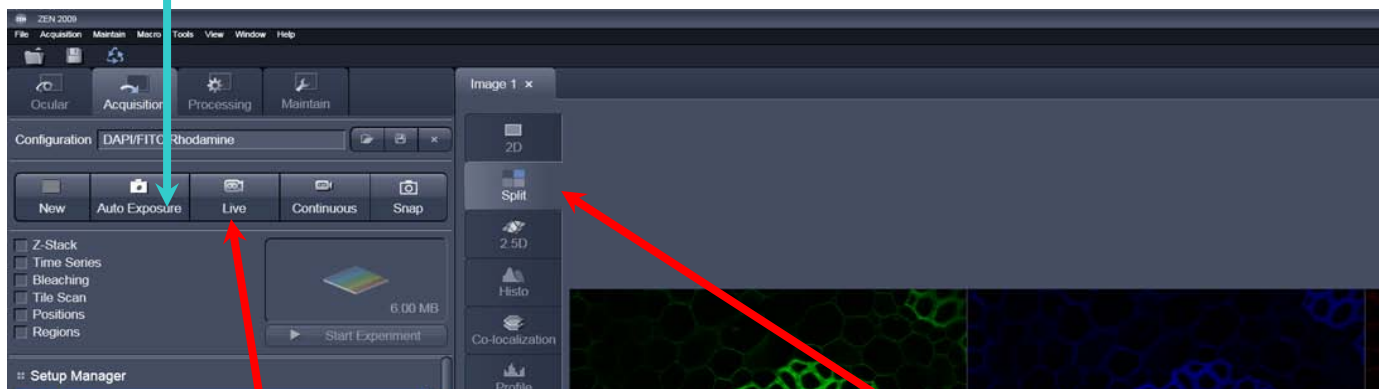 ZEN 2009
File Acquisition Maintain Macro Tools View Window Help
Ocular Acquisition Processing Maintain
Configuration DAPI/FITC Rhodamine
New Auto Exposure Live Continuous Snap
Z-Stack
Time Series
Bleaching
Tile Scan
Positions
Regions
6.00 MB
Start Experiment
Setup Manager
Image 1 ×
2D
Split
2.5D
Histo
Co-localization
Profile